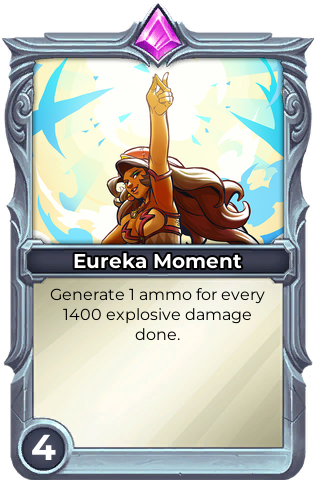 Eureka Moment
Generate 1 ammo for every
1400 explosive damage
done.
4